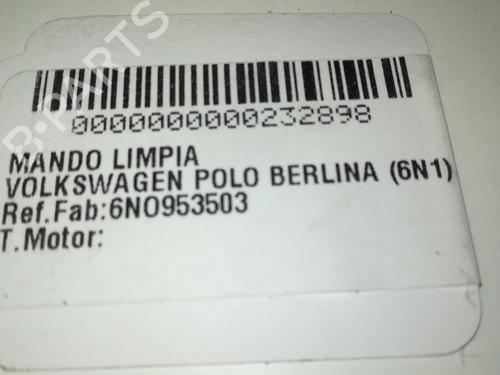 B-PARTS
0000000000232898
MANDO LIMPIA
VOLKSWAGEN POLO BERLINA (6N1)
Ref.Fab:6N0953503
T.Motor: